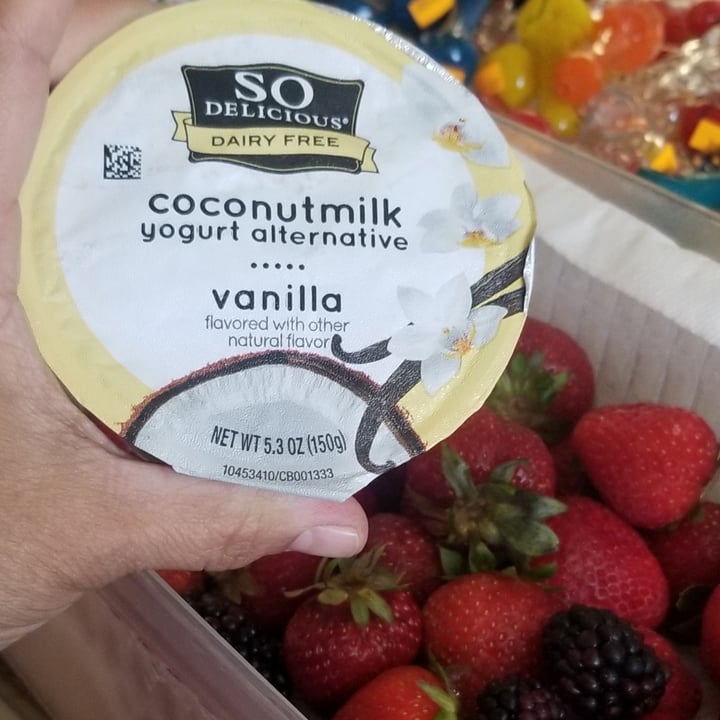 SO
DELICIOUS®
DAIRY FREE
coconutmilk
yogurt alternative
•••••
vanilla
flavored with other
natural flavor
NET WT 5.3 OZ (150g)
10453410/CB001333